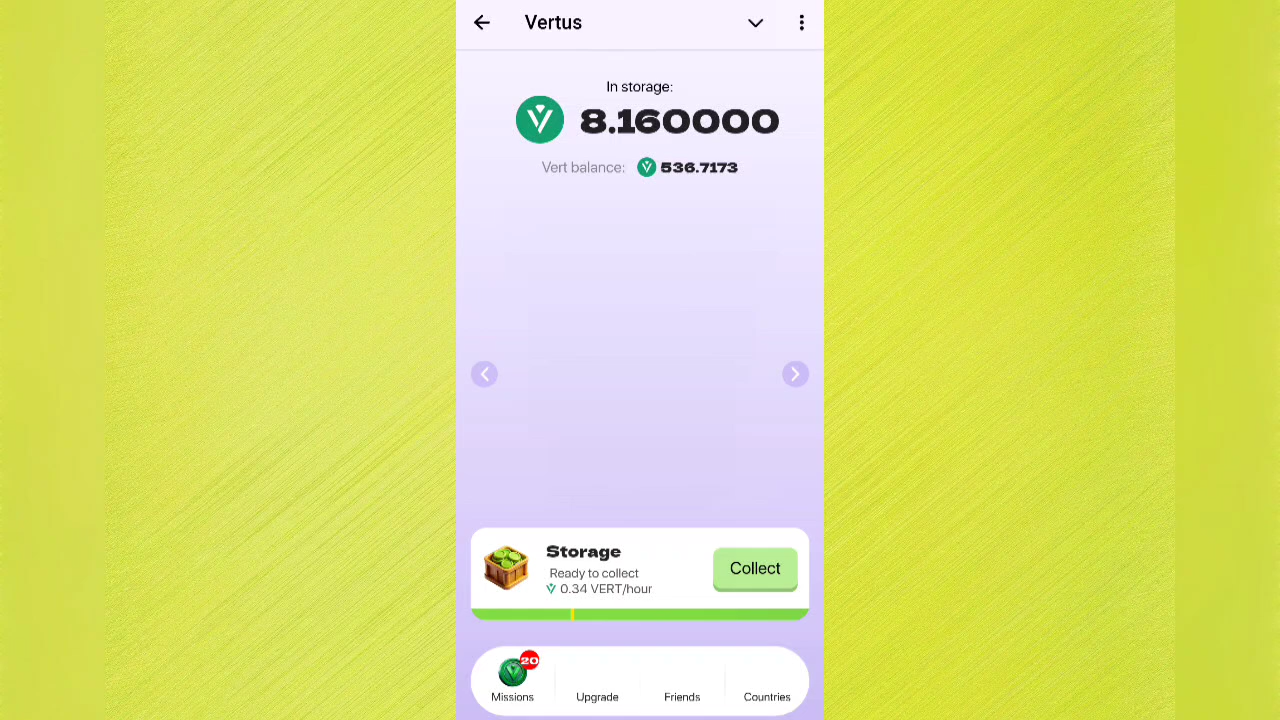 Vertus
In storage:
8.160000
Vert balance: 536.7173
Storage
Ready to collect
0.34 VERT/hour
Collect
20
Missions
Upgrade
Friends
Countries